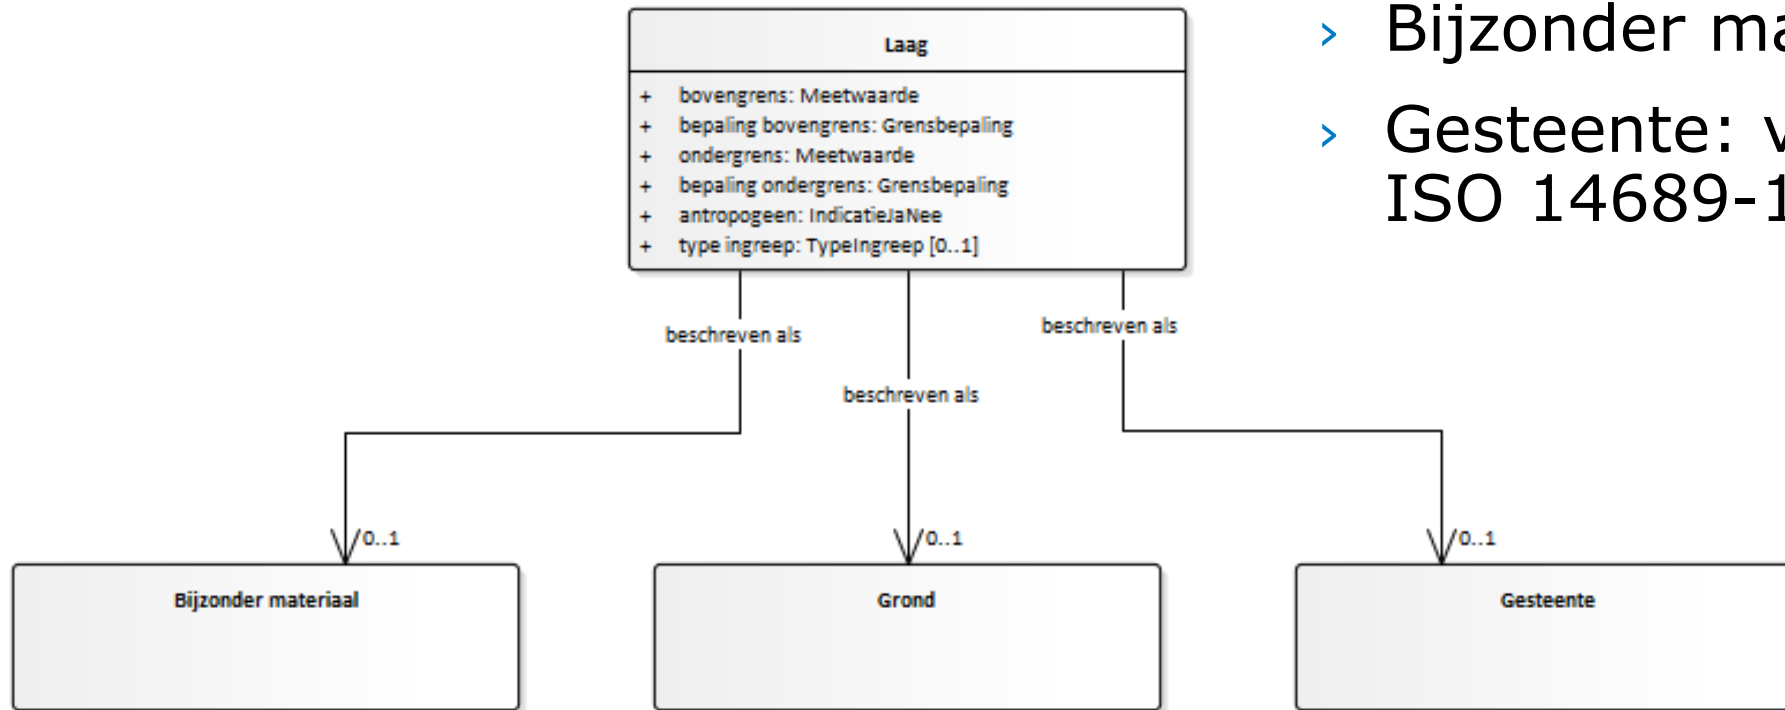 Laag
+ bovengrens: Meetwaarde
+ bepaling bovengrens: Grensbepaling
+ ondergrens: Meetwaarde
+ bepaling ondergrens: Grensbepaling
+ antropogeen: IndicatieJaNee
+ type ingreep: TypeIngreep [0..1]
› Bijzonder ma
› Gesteente: v
ISO 14689-1
beschreven als
beschreven als
beschreven als
0..1
0..1
0..1
Bijzonder materiaal
Grond
Gesteente